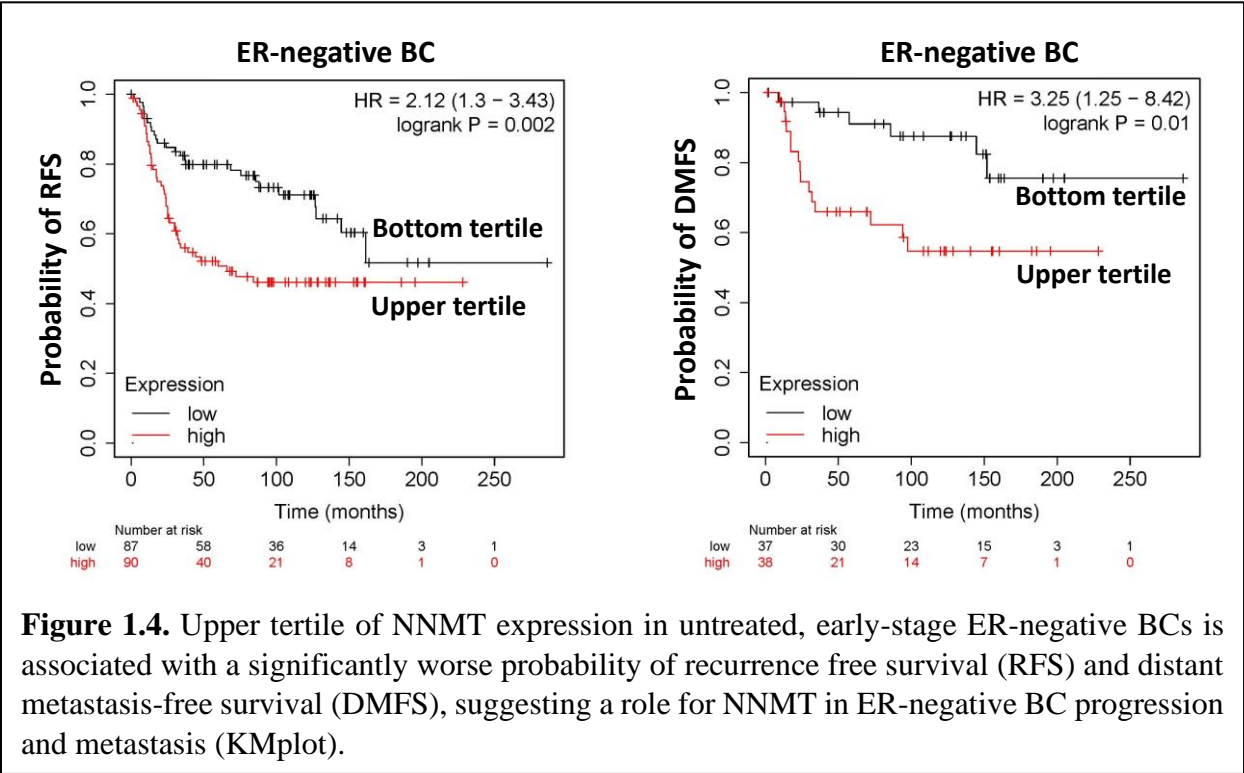 ER-negative BC
HR = 2.12 (1.3 − 3.43)
logrank P = 0.002
Probability of RFS
1.0
0.8
0.6
0.4
0.2
0.0
Bottom tertile
Upper tertile
Expression
low
high
0 50 100 150 200 250
Time (months)
Number at risk
low 87 58 36 14 3 1
high 90 40 21 8 1 0
ER-negative BC
HR = 3.25 (1.25 − 8.42)
logrank P = 0.01
Probability of DMFS
1.0
0.8
0.6
0.4
0.2
0.0
Bottom tertile
Upper tertile
Expression
low
high
0 50 100 150 200 250
Time (months)
Number at risk
low 37 30 23 15 3 1
high 38 21 14 7 1 0
Figure 1.4. Upper tertile of NNMT expression in untreated, early-stage ER-negative BCs is
associated with a significantly worse probability of recurrence free survival (RFS) and distant
metastasis-free survival (DMFS), suggesting a role for NNMT in ER-negative BC progression
and metastasis (KMplot).